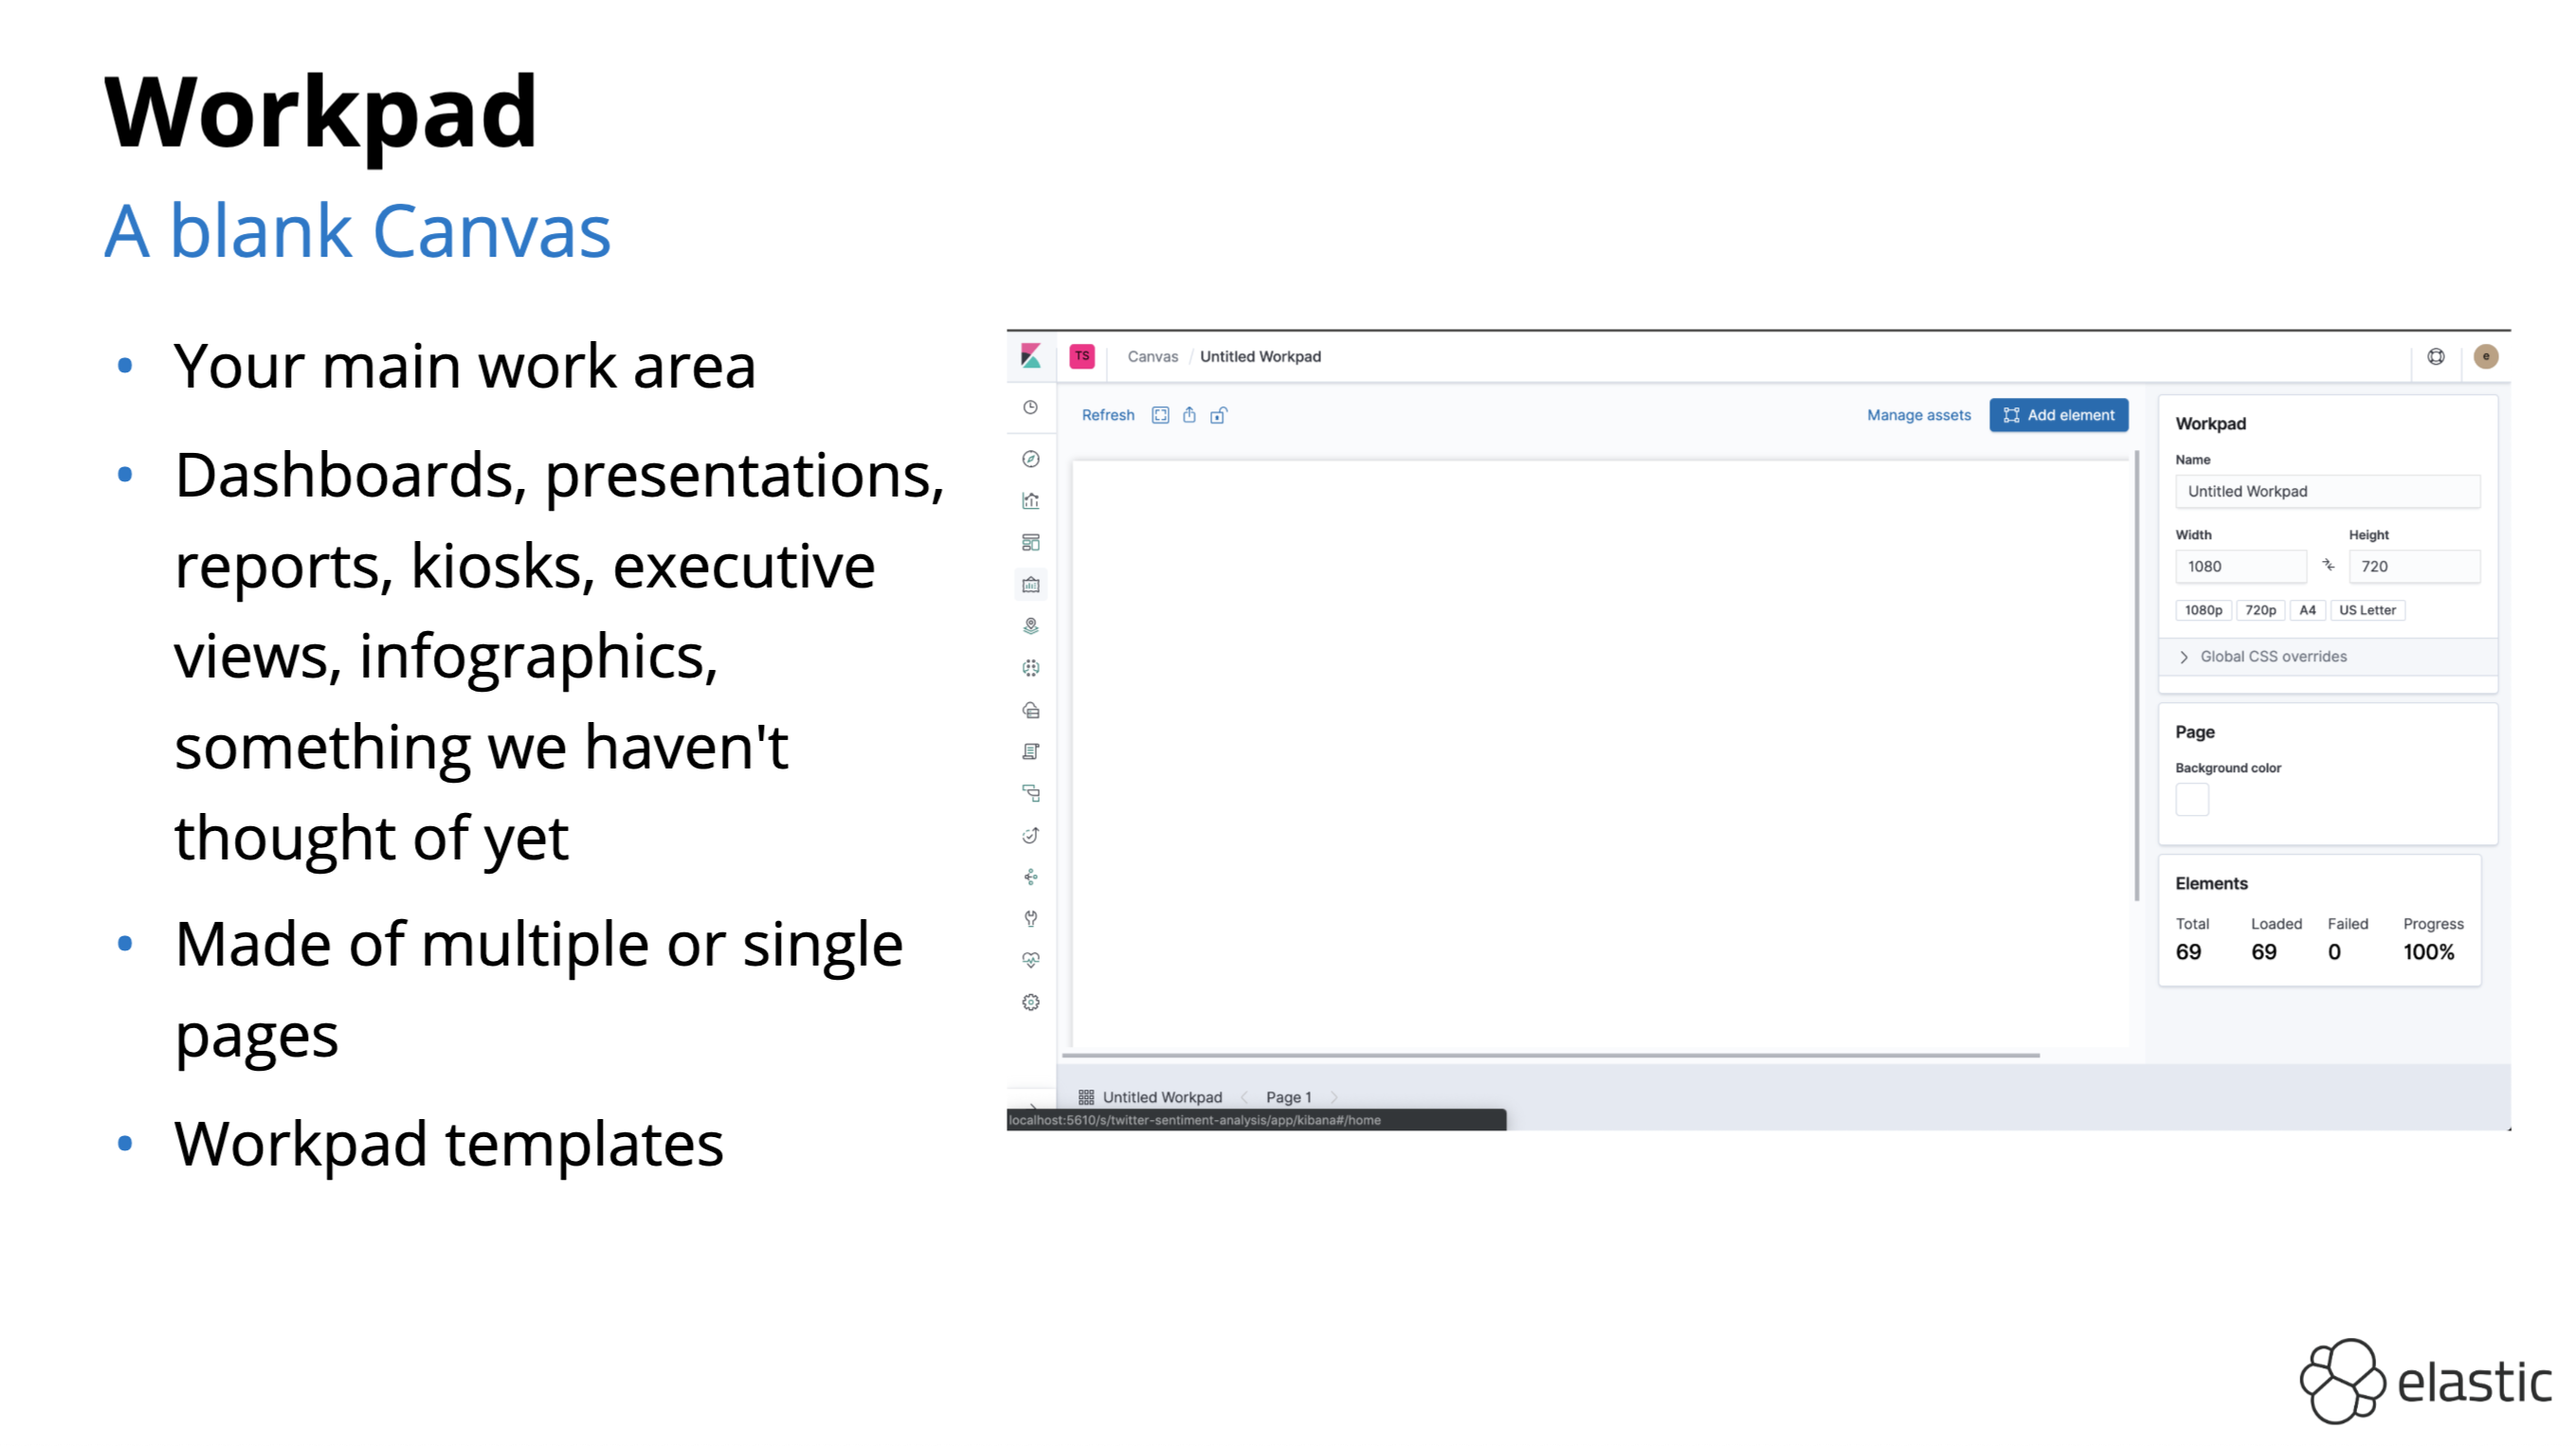 Workpad
A blank Canvas
• Your main work area
• Dashboards, presentations,
reports, kiosks, executive
views, infographics,
something we haven't
thought of yet
• Made of multiple or single
pages
• Workpad templates
TS Canvas / Untitled Workpad e
Refresh Manage assets Add element
Workpad
Name
Untitled Workpad
Width Height
1080 720
1080p 720p A4 US Letter
Global CSS overrides
Page
Background color
Elements
Total Loaded Failed Progress
69 69 0 100%
Untitled Workpad < Page 1 >
localhost:5610/s/twitter-sentiment-analysis/app/kibana#/home
elastic